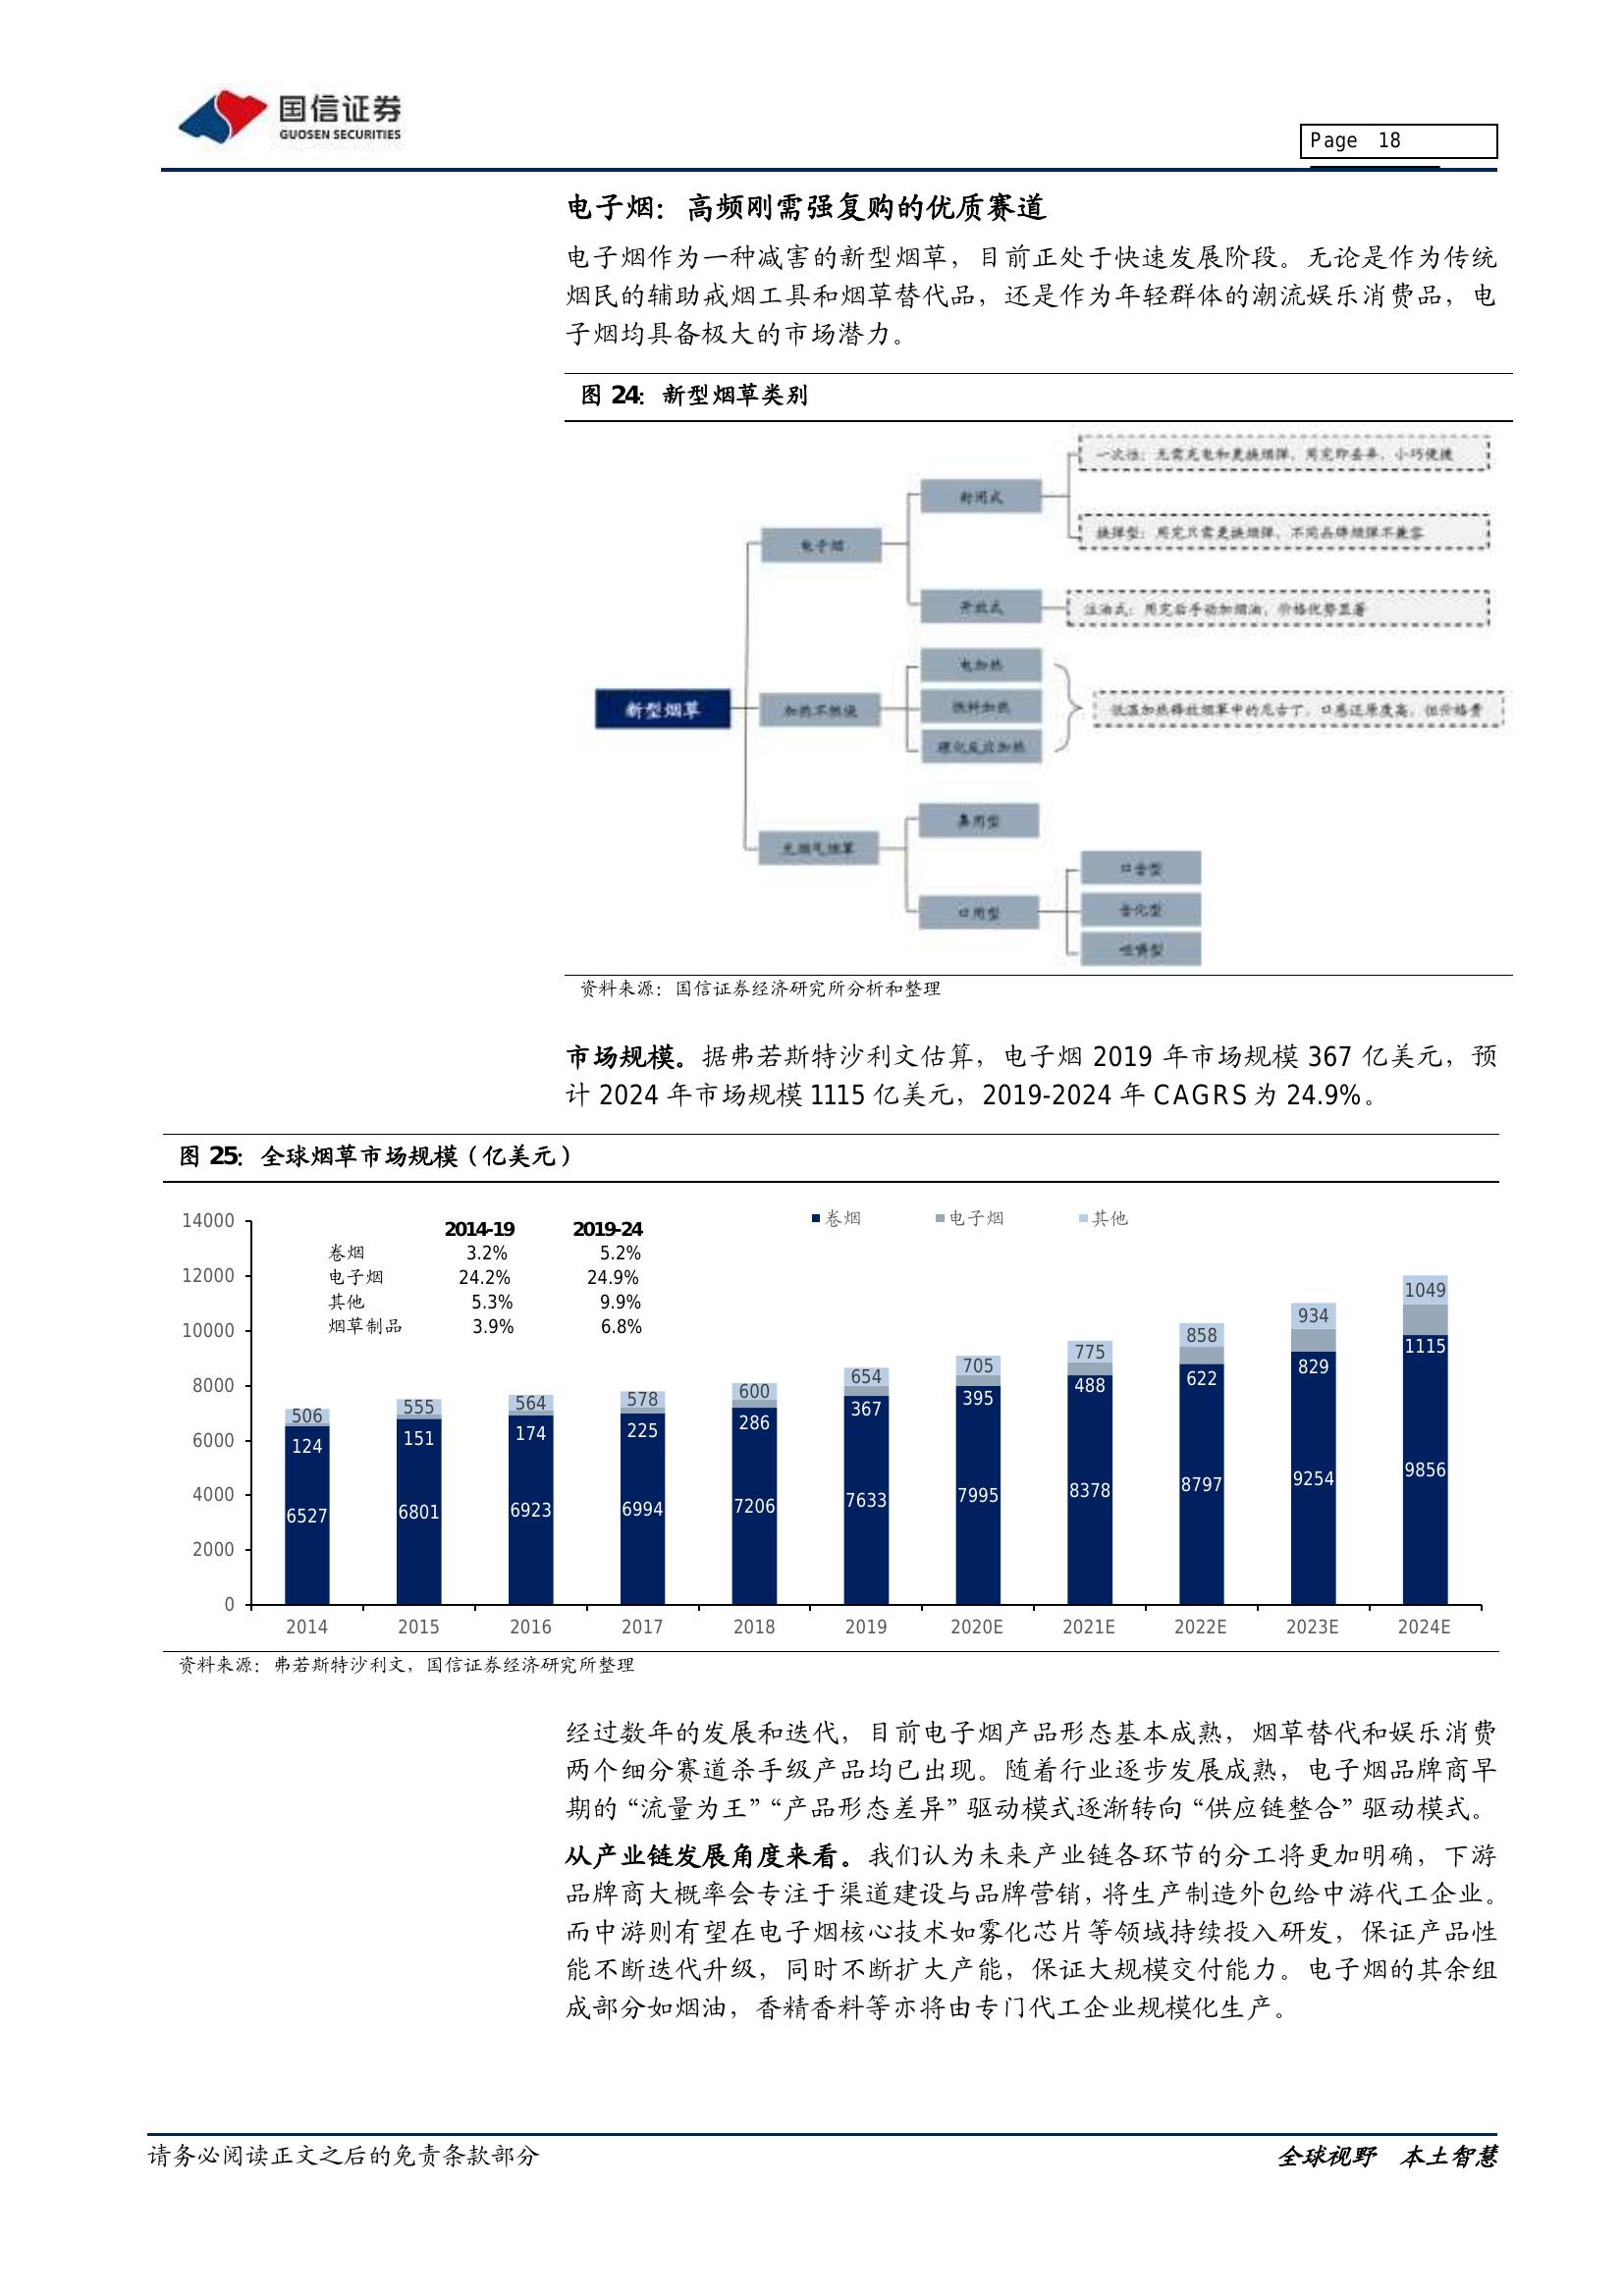 国信证券
GUOSEN SECURITIES
Page 18
电子烟：高频刚需强复购的优质赛道
电子烟作为一种减害的新型烟草，目前正处于快速发展阶段。无论是作为传统
烟民的辅助戒烟工具和烟草替代品，还是作为年轻群体的潮流娱乐消费品，电
子烟均具备极大的市场潜力。
图 24：新型烟草类别
一次性：无需充电和更换烟弹，用完即丢弃，小巧便捷
封闭式
换弹型：用完只需更换烟弹，不同品牌烟弹不兼容
电子烟
开放式
注油式：用完后手动加烟油，价格优势显著
电加热
新型烟草
加热不燃烧
燃料加热
低温加热释放烟草中的尼古丁，口感还原度高，但价格贵
理化反应加热
鼻用型
无烟气烟草
口含型
口用型
含化型
咀嚼型
资料来源：国信证券经济研究所分析和整理
市场规模。据弗若斯特沙利文估算，电子烟 2019 年市场规模 367 亿美元，预
计 2024 年市场规模 1115 亿美元，2019-2024 年 CAGRS 为 24.9%。
图 25：全球烟草市场规模（亿美元）
卷烟 电子烟 其他
2014-19 2019-24
卷烟 3.2% 5.2%
电子烟 24.2% 24.9%
其他 5.3% 9.9%
烟草制品 3.9% 6.8%
14000
12000
10000
8000
6000
4000
2000
0
506 555 564 578 600 654 705 775 858 934 1049
124 151 174 225 286 367 395 488 622 829 1115
6527 6801 6923 6994 7206 7633 7995 8378 8797 9254 9856
2014 2015 2016 2017 2018 2019 2020E 2021E 2022E 2023E 2024E
资料来源：弗若斯特沙利文，国信证券经济研究所整理
经过数年的发展和迭代，目前电子烟产品形态基本成熟，烟草替代和娱乐消费
两个细分赛道杀手级产品均已出现。随着行业逐步发展成熟，电子烟品牌商早
期的“流量为王”“产品形态差异”驱动模式逐渐转向“供应链整合”驱动模式。
从产业链发展角度来看。我们认为未来产业链各环节的分工将更加明确，下游
品牌商大概率会专注于渠道建设与品牌营销，将生产制造外包给中游代工企业。
而中游则有望在电子烟核心技术如雾化芯片等领域持续投入研发，保证产品性
能不断迭代升级，同时不断扩大产能，保证大规模交付能力。电子烟的其余组
成部分如烟油，香精香料等亦将由专门代工企业规模化生产。
请务必阅读正文之后的免责条款部分
全球视野 本土智慧